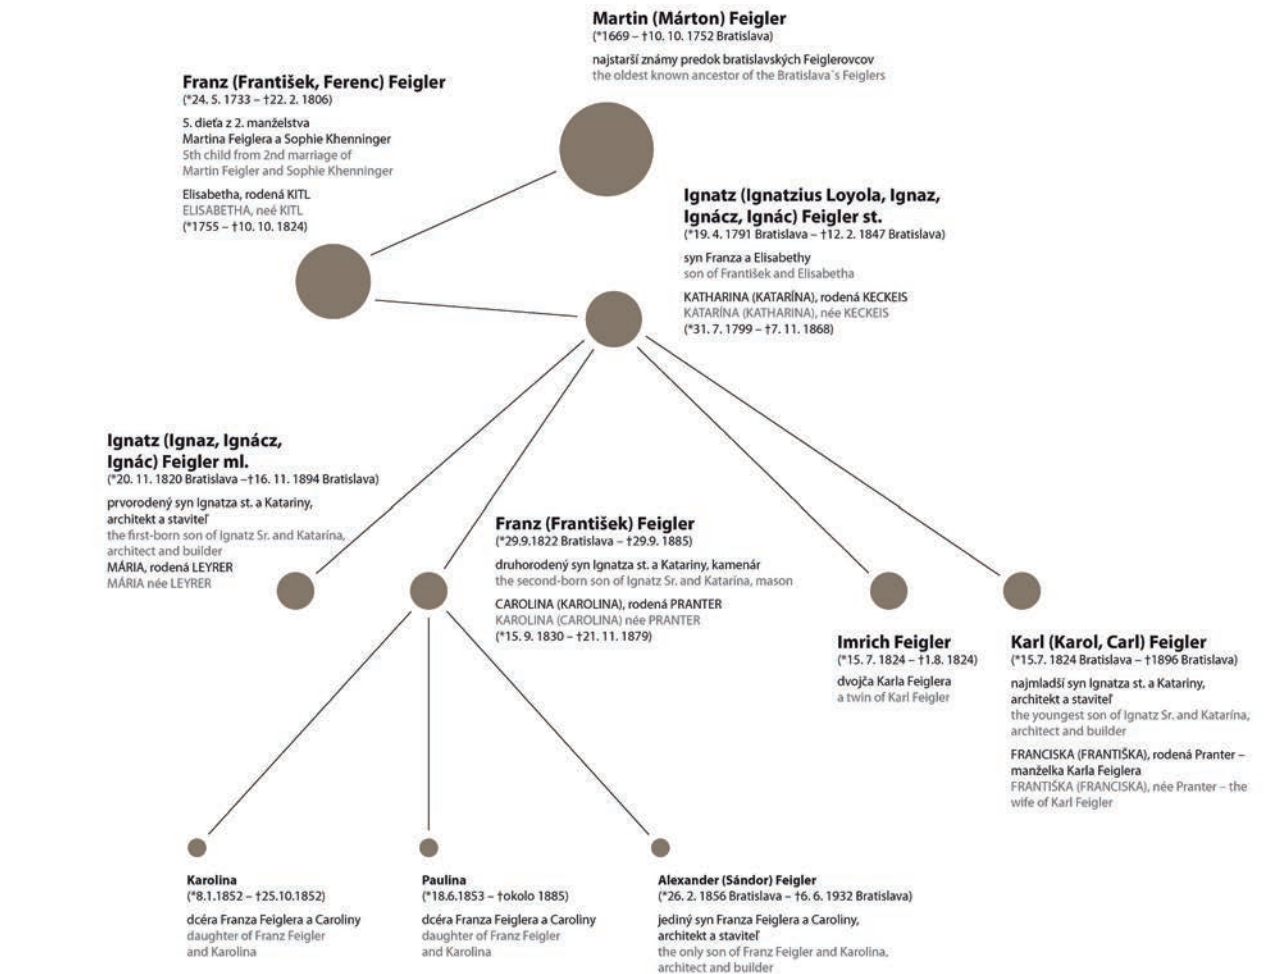 Martin (Márton) Feigler
(*1669 – †10. 10. 1752 Bratislava)
najstarší známy predok bratislavských Feiglerovcov
the oldest known ancestor of the Bratislava´s Feiglers
Franz (František, Ferenc) Feigler
(*24. 5. 1733 – †22. 2. 1806)
5. dieťa z 2. manželstva
Martina Feiglera a Sophie Khenninger
5th child from 2nd marriage of
Martin Feigler and Sophie Khenninger
Elisabetha, rodená KITL
ELISABETHA, neé KITL
(*1755 – †10. 10. 1824)
Ignatz (Ignatzius Loyola, Ignaz,
Ignácz, Ignác) Feigler st.
(*19. 4. 1791 Bratislava – †12. 2. 1847 Bratislava)
syn Franza a Elisabethy
son of František and Elisabetha
KATHARINA (KATARÍNA), rodená KECKEIS
KATARÍNA (KATHARINA), née KECKEIS
(*31. 7. 1799 – †7. 11. 1868)
Ignatz (Ignaz, Ignácz,
Ignác) Feigler ml.
(*20. 11. 1820 Bratislava –†16. 11. 1894 Bratislava)
prvorodený syn Ignatza st. a Katariny,
architekt a staviteľ
the first-born son of Ignatz Sr. and Katarína,
architect and builder
MÁRIA, rodená LEYRER
MÁRIA née LEYRER
Franz (František) Feigler
(*29.9.1822 Bratislava – †29.9. 1885)
druhorodený syn Ignatza st. a Katariny, kamenár
the second-born son of Ignatz Sr. and Katarína, mason
CAROLINA (KAROLINA), rodená PRANTER
KAROLINA (CAROLINA) née PRANTER
(*15. 9. 1830 – †21. 11. 1879)
Imrich Feigler
(*15. 7. 1824 – †1.8. 1824)
dvojča Karla Feiglera
a twin of Karl Feigler
Karl (Karol, Carl) Feigler
(*15.7. 1824 Bratislava – †1896 Bratislava)
najmladší syn Ignatza st. a Katariny,
architekt a staviteľ
the youngest son of Ignatz Sr. and Katarína,
architect and builder
FRANCISKA (FRANTIŠKA), rodená Pranter –
manželka Karla Feiglera
FRANTIŠKA (FRANCISKA), née Pranter – the
wife of Karl Feigler
Karolina
(*8.1.1852 – †25.10.1852)
dcéra Franza Feiglera a Caroliny
daughter of Franz Feigler
and Karolina
Paulina
(*18.6.1853 – †okolo 1885)
dcéra Franza Feiglera a Caroliny
daughter of Franz Feigler
and Karolina
Alexander (Sándor) Feigler
(*26. 2. 1856 Bratislava – †6. 6. 1932 Bratislava)
jediný syn Franza Feiglera a Caroliny,
architekt a staviteľ
the only son of Franz Feigler and Karolina,
architect and builder